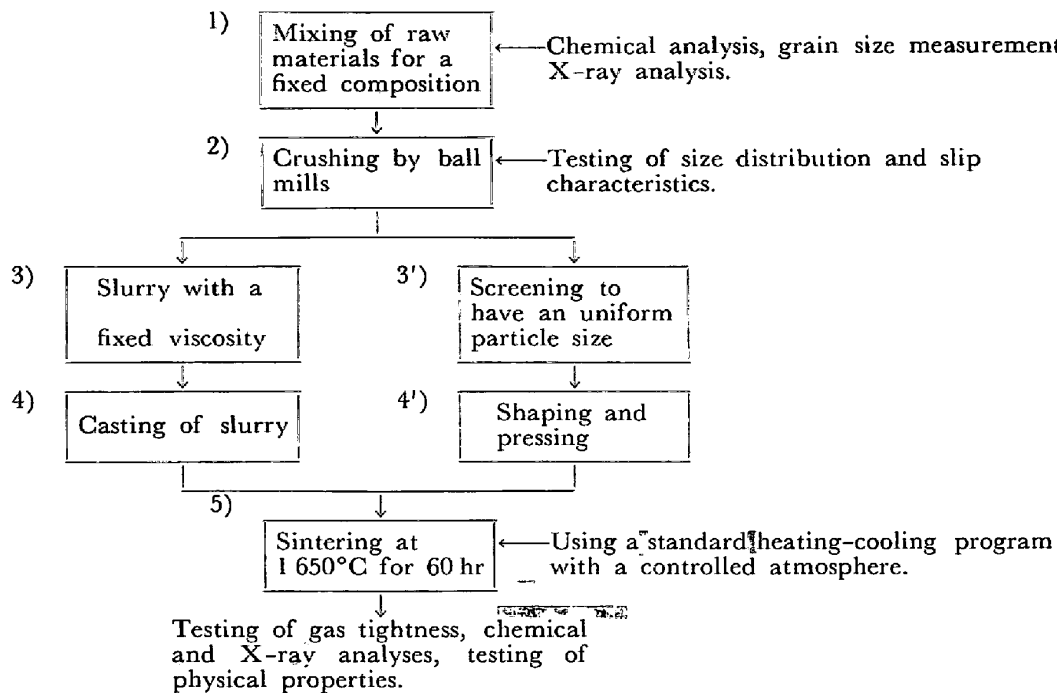 1)
Mixing of raw
materials for a
fixed composition
Chemical analysis, grain size measurement
X-ray analysis.
2)
Crushing by ball
mills
Testing of size distribution and slip
characteristics.
3)
Slurry with a
fixed viscosity
3')
Screening to
have an uniform
particle size
4)
Casting of slurry
4')
Shaping and
pressing
5)
Sintering at
1 650°C for 60 hr
Using a standard heating-cooling program
with a controlled atmosphere.
Testing of gas tightness, chemical
and X-ray analyses, testing of
physical properties.